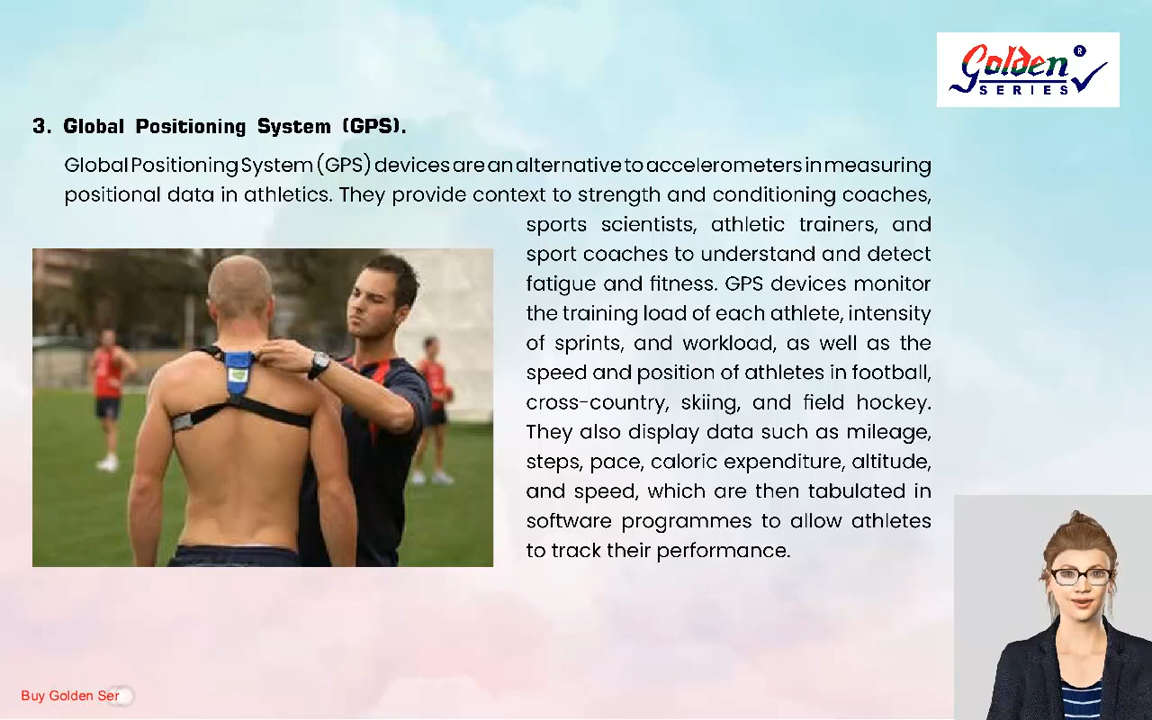 Golden®
SERIES
3. Global Positioning System (GPS).
Global Positioning System (GPS) devices are an alternative to accelerometers in measuring
positional data in athletics. They provide context to strength and conditioning coaches,
sports scientists, athletic trainers, and
sport coaches to understand and detect
fatigue and fitness. GPS devices monitor
the training load of each athlete, intensity
of sprints, and workload, as well as the
speed and position of athletes in football,
cross-country, skiing, and field hockey.
They also display data such as mileage,
steps, pace, caloric expenditure, altitude,
and speed, which are then tabulated in
software programmes to allow athletes
to track their performance.
Buy Golden Ser